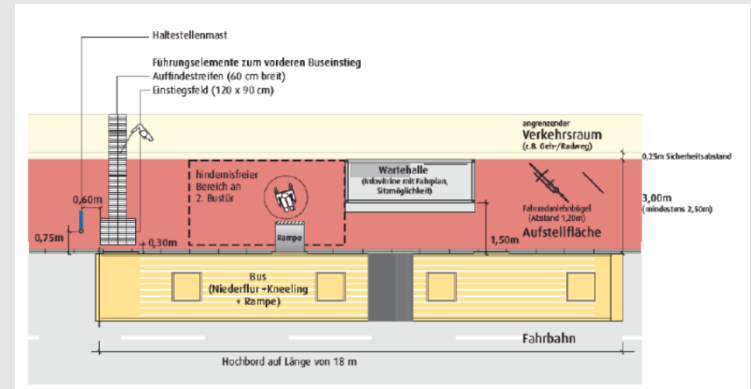 Haltestellenmast
Führungselemente zum vorderen Buseinstieg
Auffindestreifen (60 cm breit)
Einstiegsfeld (120 x 90 cm)
angrenzender
Verkehrsraum
(z.B. Geh-/Radweg)
0,25m Sicherheitsabstand
hindernisfreier
Bereich an
2. Bustür
Wartehalle
(Infovitrine mit Fahrplan,
Sitzmöglichkeit)
0,60m
3,00m
(mindestens 2,50m)
Fahrradanlehnbügel
(Abstand 1,20m)
Aufstellfläche
0,75m
0,30m
Rampe
1,50m
Bus
(Niederflur +Kneeling
+ Rampe)
Fahrbahn
Hochbord auf Länge von 18 m